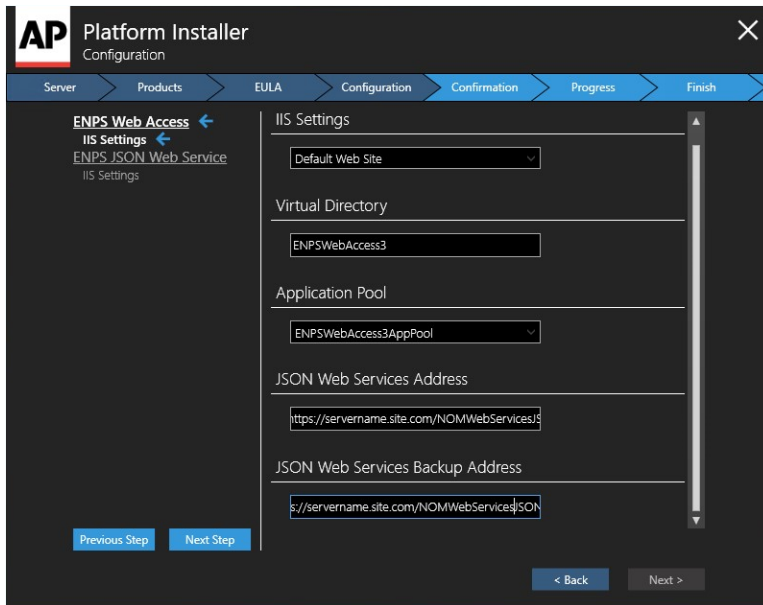 AP
Platform Installer
Configuration
Server Products EULA Configuration Confirmation Progress Finish
ENPS Web Access
IIS Settings
ENPS JSON Web Service
IIS Settings
IIS Settings
Default Web Site
Virtual Directory
ENPSWebAccess3
Application Pool
ENPSWebAccess3AppPool
JSON Web Services Address
https://servername.site.com/NOMWebServicesJS
JSON Web Services Backup Address
s://servername.site.com/NOMWebServicesJSON
Previous Step Next Step
< Back Next >